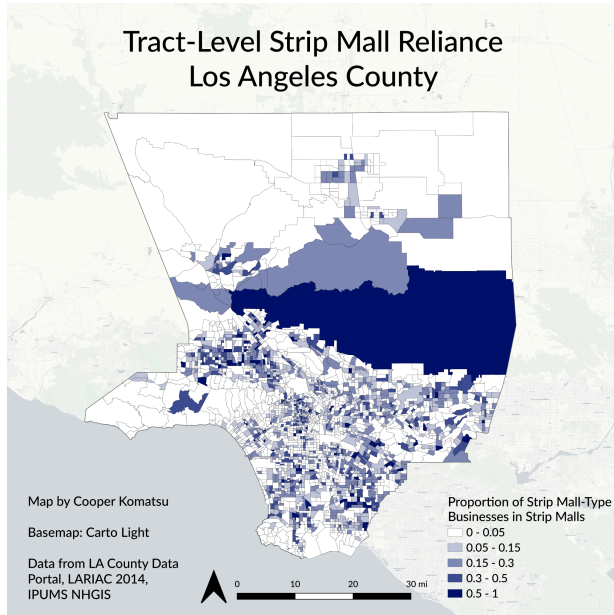 Tract-Level Strip Mall Reliance
Los Angeles County
Map by Cooper Komatsu
Basemap: Carto Light
Data from LA County Data
Portal, LARIAC 2014,
IPUMS NHGIS
0 10 20 30 mi
Proportion of Strip Mall-Type
Businesses in Strip Malls
0 - 0.05
0.05 - 0.15
0.15 - 0.3
0.3 - 0.5
0.5 - 1